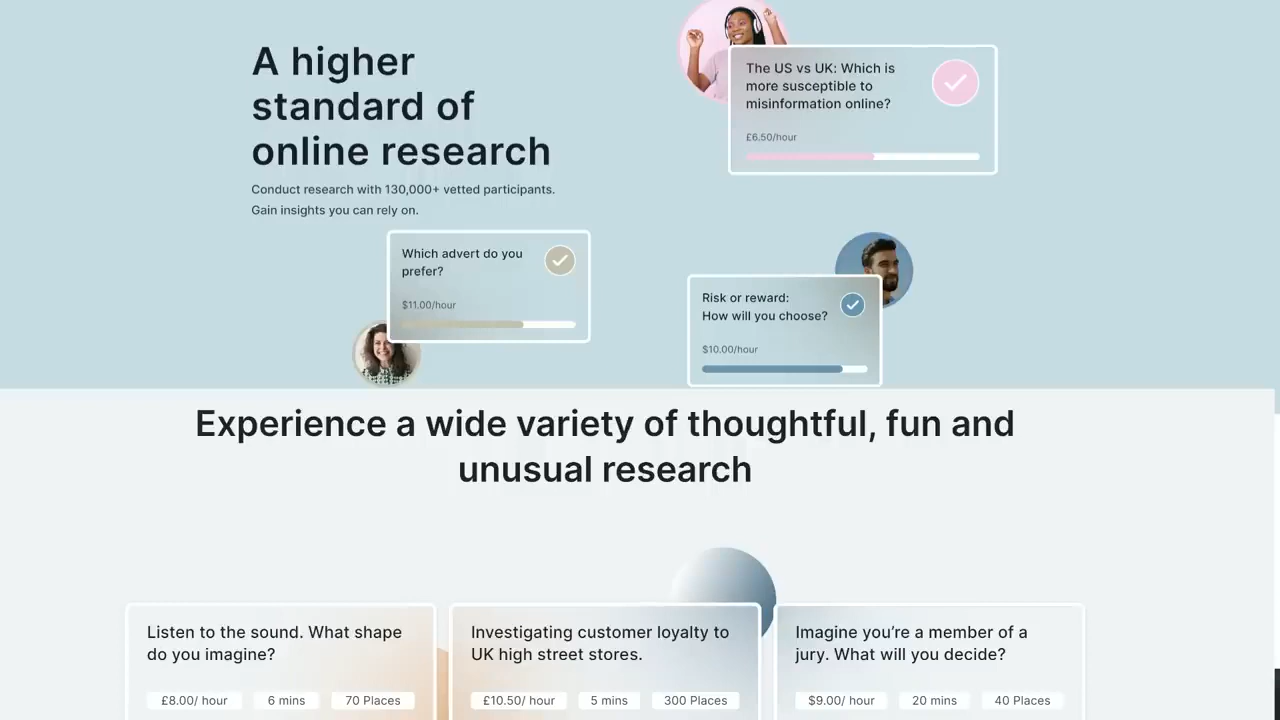 A higher
standard of
online research
Conduct research with 130,000+ vetted participants.
Gain insights you can rely on.
The US vs UK: Which is
more susceptible to
misinformation online?
£6.50/hour
Which advert do you
prefer?
$11.00/hour
Risk or reward:
How will you choose?
$10.00/hour
Experience a wide variety of thoughtful, fun and
unusual research
Listen to the sound. What shape
do you imagine?
£8.00/ hour 6 mins 70 Places
Investigating customer loyalty to
UK high street stores.
£10.50/ hour 5 mins 300 Places
Imagine you’re a member of a
jury. What will you decide?
$9.00/ hour 20 mins 40 Places